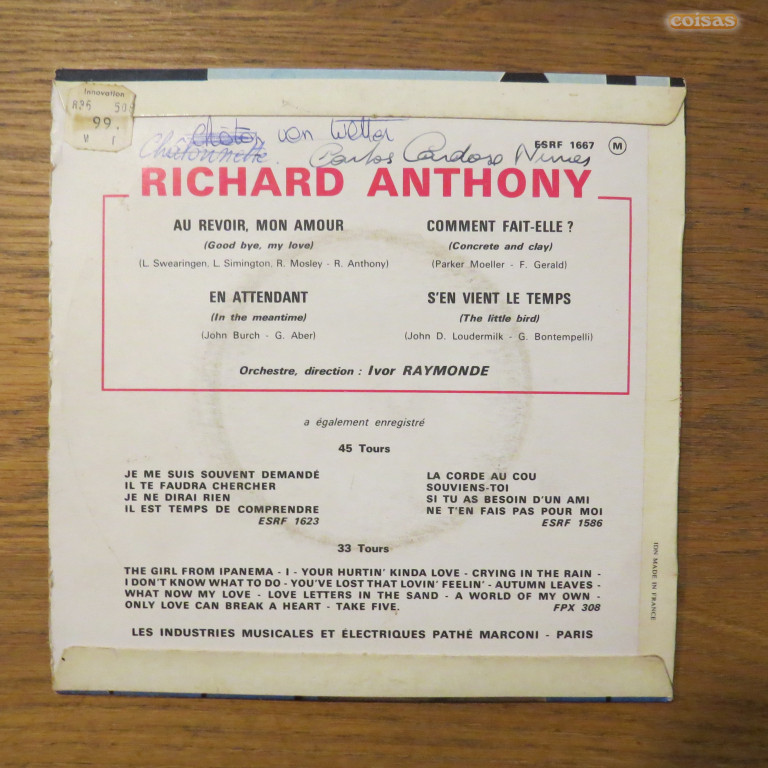 coisas
Innovation
99.
van
Châtonnette Carlos Cardoso Nunes
ESRF 1667 M
RICHARD ANTHONY
AU REVOIR, MON AMOUR
(Good bye, my love)
(L. Swearingen, L. Simington, R. Mosley - R. Anthony)
COMMENT FAIT-ELLE ?
(Concrete and clay)
(Parker Moeller - F. Gerald)
EN ATTENDANT
(In the meantime)
(John Burch - G. Aber)
S'EN VIENT LE TEMPS
(The little bird)
(John D. Loudermilk - G. Bontempelli)
Orchestre, direction : Ivor RAYMONDE
a également enregistré
45 Tours
JE ME SUIS SOUVENT DEMANDÉ
IL TE FAUDRA CHERCHER
JE NE DIRAI RIEN
IL EST TEMPS DE COMPRENDRE
ESRF 1623
LA CORDE AU COU
SOUVIENS-TOI
SI TU AS BESOIN D'UN AMI
NE T'EN FAIS PAS POUR MOI
ESRF 1586
33 Tours
THE GIRL FROM IPANEMA - I - YOUR HURTIN' KINDA LOVE - CRYING IN THE RAIN -
I DON'T KNOW WHAT TO DO - YOU'VE LOST THAT LOVIN' FEELIN' - AUTUMN LEAVES -
WHAT NOW MY LOVE - LOVE LETTERS IN THE SAND - A WORLD OF MY OWN -
ONLY LOVE CAN BREAK A HEART - TAKE FIVE. FPX 308
LES INDUSTRIES MUSICALES ET ÉLECTRIQUES PATHÉ MARCONI - PARIS
MADE IN FRANCE